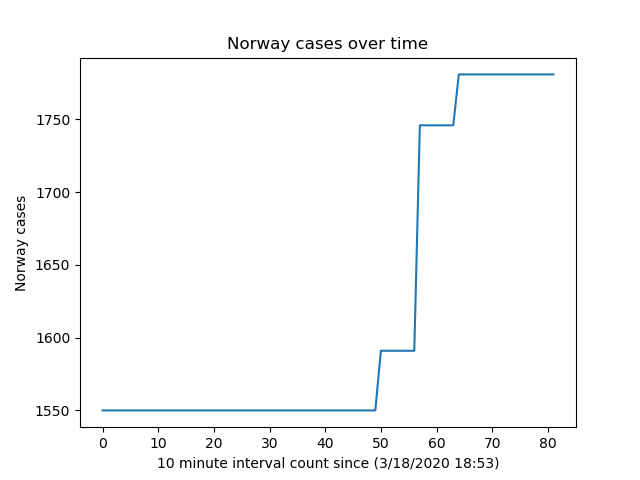 Norway cases over time
1750
1700
1650
1600
1550
Norway cases
0 10 20 30 40 50 60 70 80
10 minute interval count since (3/18/2020 18:53)